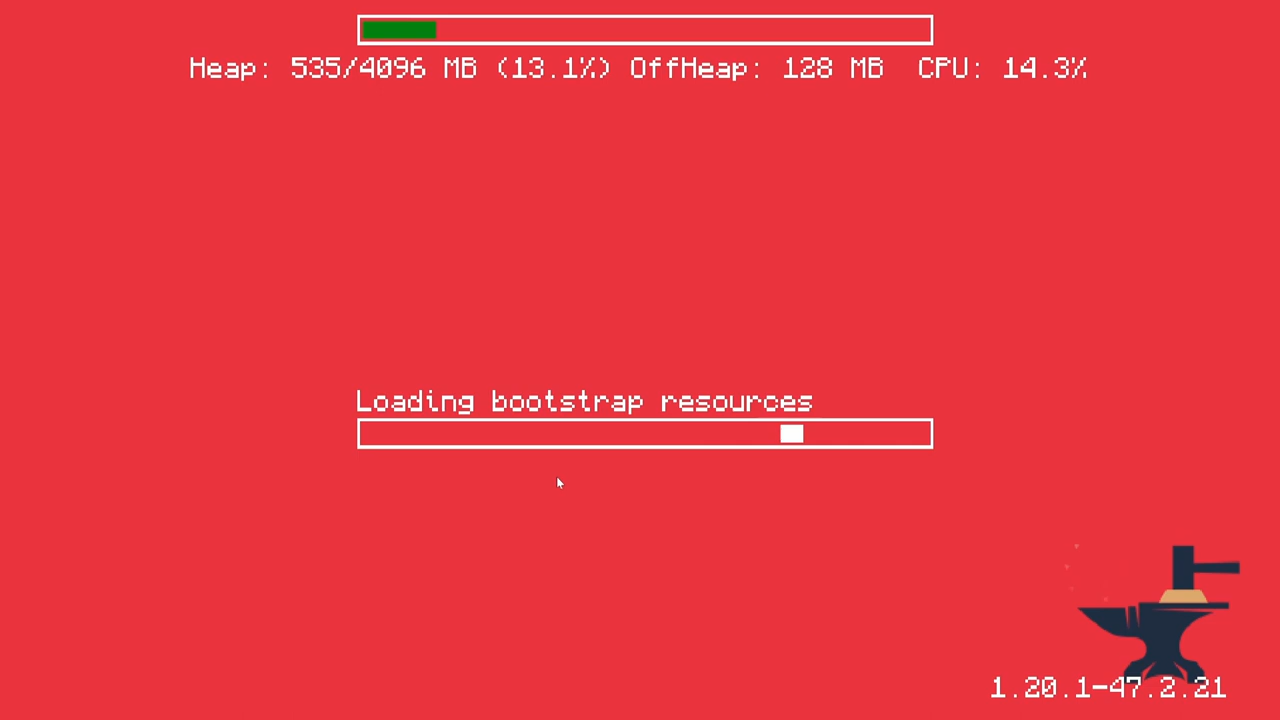 Heap: 535/4096 MB (13.1%) OffHeap: 128 MB  CPU: 14.3%
Loading bootstrap resources
1.20.1-47.2.21